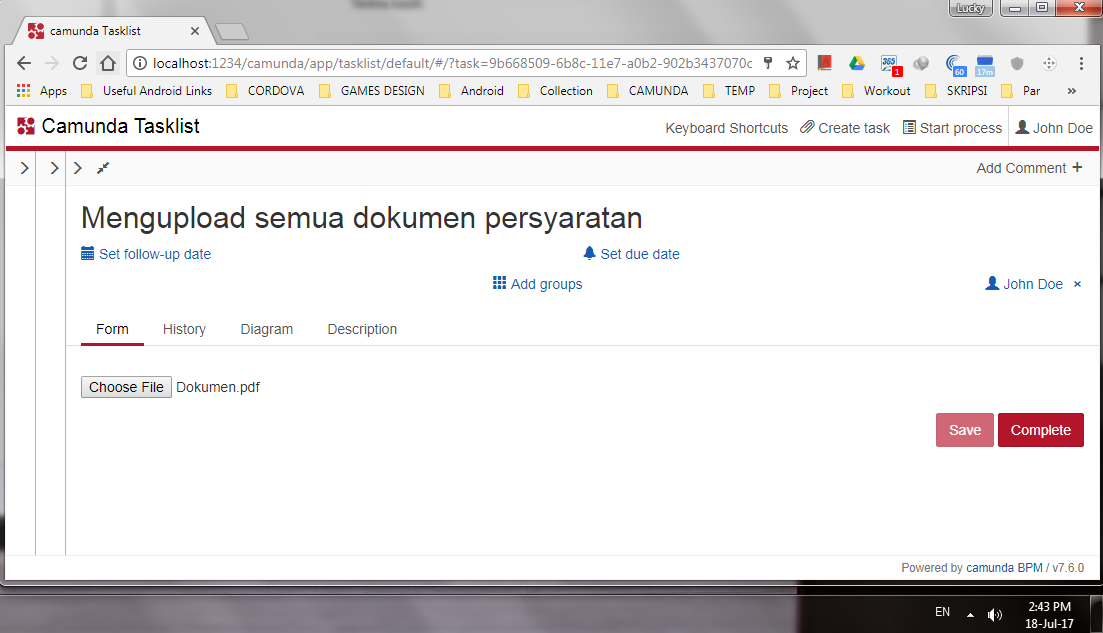 Lucky
camunda Tasklist
localhost:1234/camunda/app/tasklist/default/#/?task=9b668509-6b8c-11e7-a0b2-902b3437070c
365 1 60 17m
Apps Useful Android Links CORDOVA GAMES DESIGN Android Collection CAMUNDA TEMP Project Workout SKRIPSI Par »
Camunda Tasklist Keyboard Shortcuts Create task Start process John Doe
Add Comment +
Mengupload semua dokumen persyaratan
Set follow-up date Set due date
Add groups John Doe ×
Form History Diagram Description
Choose File Dokumen.pdf
Save Complete
Powered by camunda BPM / v7.6.0
EN 2:43 PM
18-Jul-17